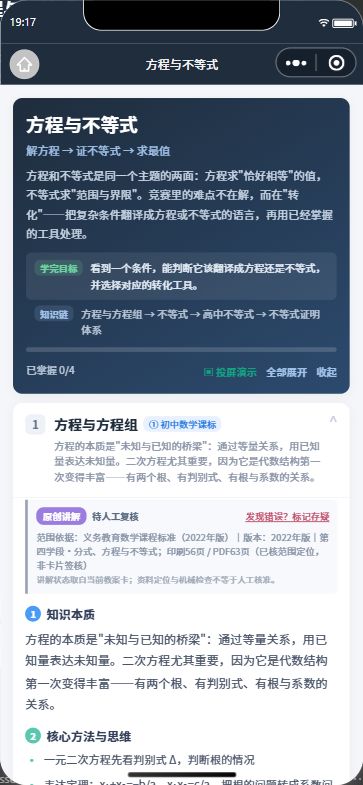 19:17
方程与不等式
方程与不等式
解方程 → 证不等式 → 求最值
方程和不等式是同一个主题的两面：方程求"恰好相等"的值，
不等式求"范围与界限"。竞赛里的难点不在解，而在"转
化"——把复杂条件翻译成方程或不等式的语言，再用已经掌握
的工具处理。
学完目标 看到一个条件，能判断它该翻译成方程还是不等式，
并选择对应的转化工具。
知识链 方程与方程组 → 不等式 → 高中不等式 → 不等式证明
体系
已掌握 0/4 投屏演示 全部展开 收起
1 方程与方程组 ① 初中数学课标
方程的本质是"未知与已知的桥梁"：通过等量关系，用已知
量表达未知量。二次方程尤其重要，因为它是代数结构第一
次变得丰富——有两个根、有判别式、有根与系数的关系。
原创讲解 待人工复核 发现错误？标记存疑
范围依据：义务教育数学课程标准（2022年版）｜版本：2022年版｜第
四学段·分式、方程与不等式；印刷56页 / PDF63页（已核范围定位，
非卡片签核）
讲解状态取自当前教案卡；资料定位与机械检查不等于人工核准。
1 知识本质
方程的本质是"未知与已知的桥梁"：通过等量关系，用已
知量表达未知量。二次方程尤其重要，因为它是代数结构
第一次变得丰富——有两个根、有判别式、有根与系数的
关系。
2 核心方法与思维
• 一元二次方程先看判别式 Δ，判断根的情况